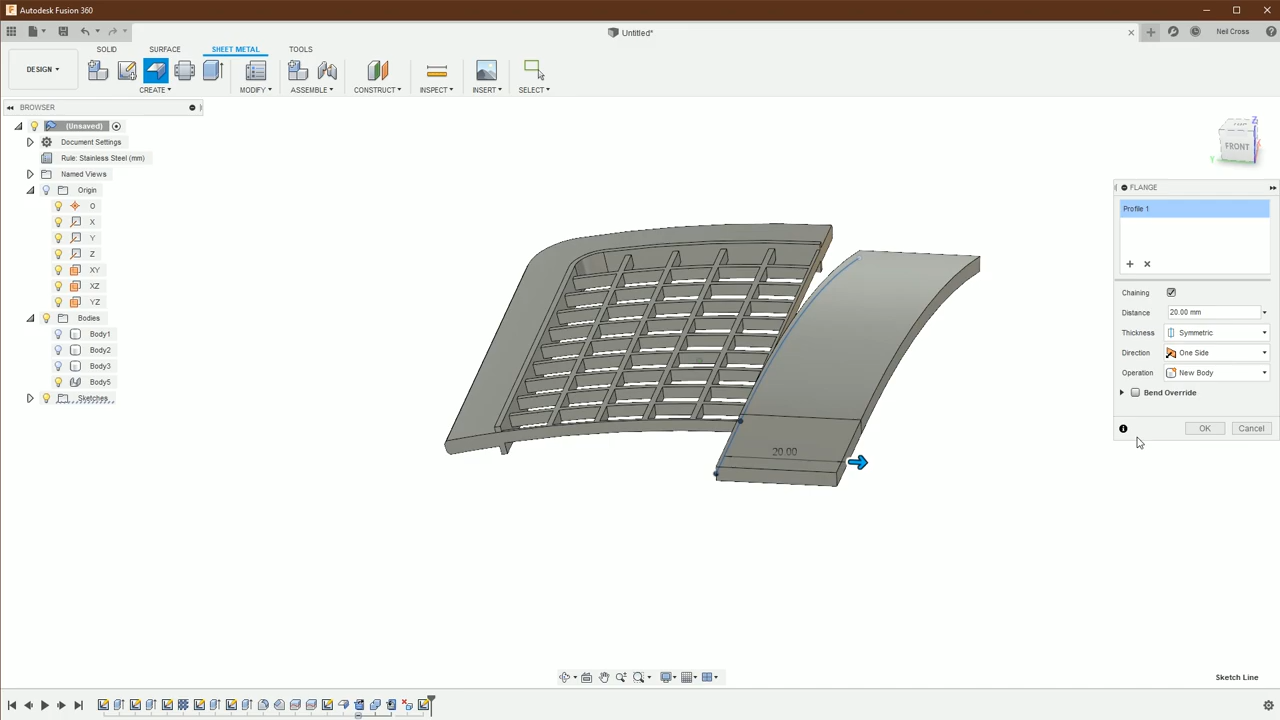 Autodesk Fusion 360
Untitled*
Neil Cross
DESIGN
SOLID
SURFACE
SHEET METAL
TOOLS
CREATE
MODIFY
ASSEMBLE
CONSTRUCT
INSPECT
INSERT
SELECT
BROWSER
(Unsaved)
Document Settings
Rule: Stainless Steel (mm)
Named Views
Origin
O
X
Y
Z
XY
XZ
YZ
Bodies
Body1
Body2
Body3
Body5
Sketches
Z
FRONT
Y
FLANGE
Profile 1
Chaining
Distance 20.00 mm
Thickness Symmetric
Direction One Side
Operation New Body
Bend Override
OK Cancel
20.00
Sketch Line